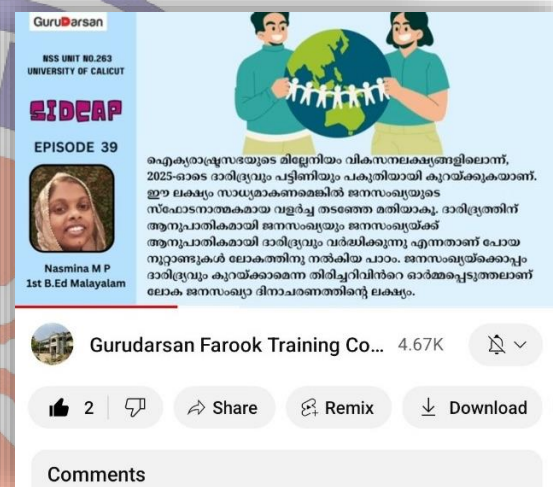 GuruDarsan
NSS UNIT NO.263
UNIVERSITY OF CALICUT
SIDCAP
EPISODE 39
Nasmina M P
1st B.Ed Malayalam
ഐക്യരാഷ്ട്രസഭയുടെ മില്ലേനിയം വികസനലക്ഷ്യങ്ങളിലൊന്ന്,
2025-ഓടെ ദാരിദ്ര്യവും പട്ടിണിയും പകുതിയായി കുറയ്ക്കുകയാണ്.
ഈ ലക്ഷ്യം സാധ്യമാകണമെങ്കിൽ ജനസംഖ്യയുടെ
സ്ഫോടനാത്മകമായ വളർച്ച തടഞ്ഞേ മതിയാകൂ. ദാരിദ്ര്യത്തിന്
ആനുപാതികമായി ജനസംഖ്യയും ജനസംഖ്യയ്ക്ക്
ആനുപാതികമായി ദാരിദ്ര്യവും വർദ്ധിക്കുന്നു എന്നതാണ് പോയ
നൂറ്റാണ്ടുകൾ ലോകത്തിനു നൽകിയ പാഠം. ജനസംഖ്യയ്ക്കൊപ്പം
ദാരിദ്ര്യവും കുറയ്ക്കാമെന്ന തിരിച്ചറിവിൻറെ ഓർമ്മപ്പെടുത്തലാണ്
ലോക ജനസംഖ്യാ ദിനാചരണത്തിന്റെ ലക്ഷ്യം.
Gurudarsan Farook Training Co... 4.67K
2 Share Remix Download
Comments